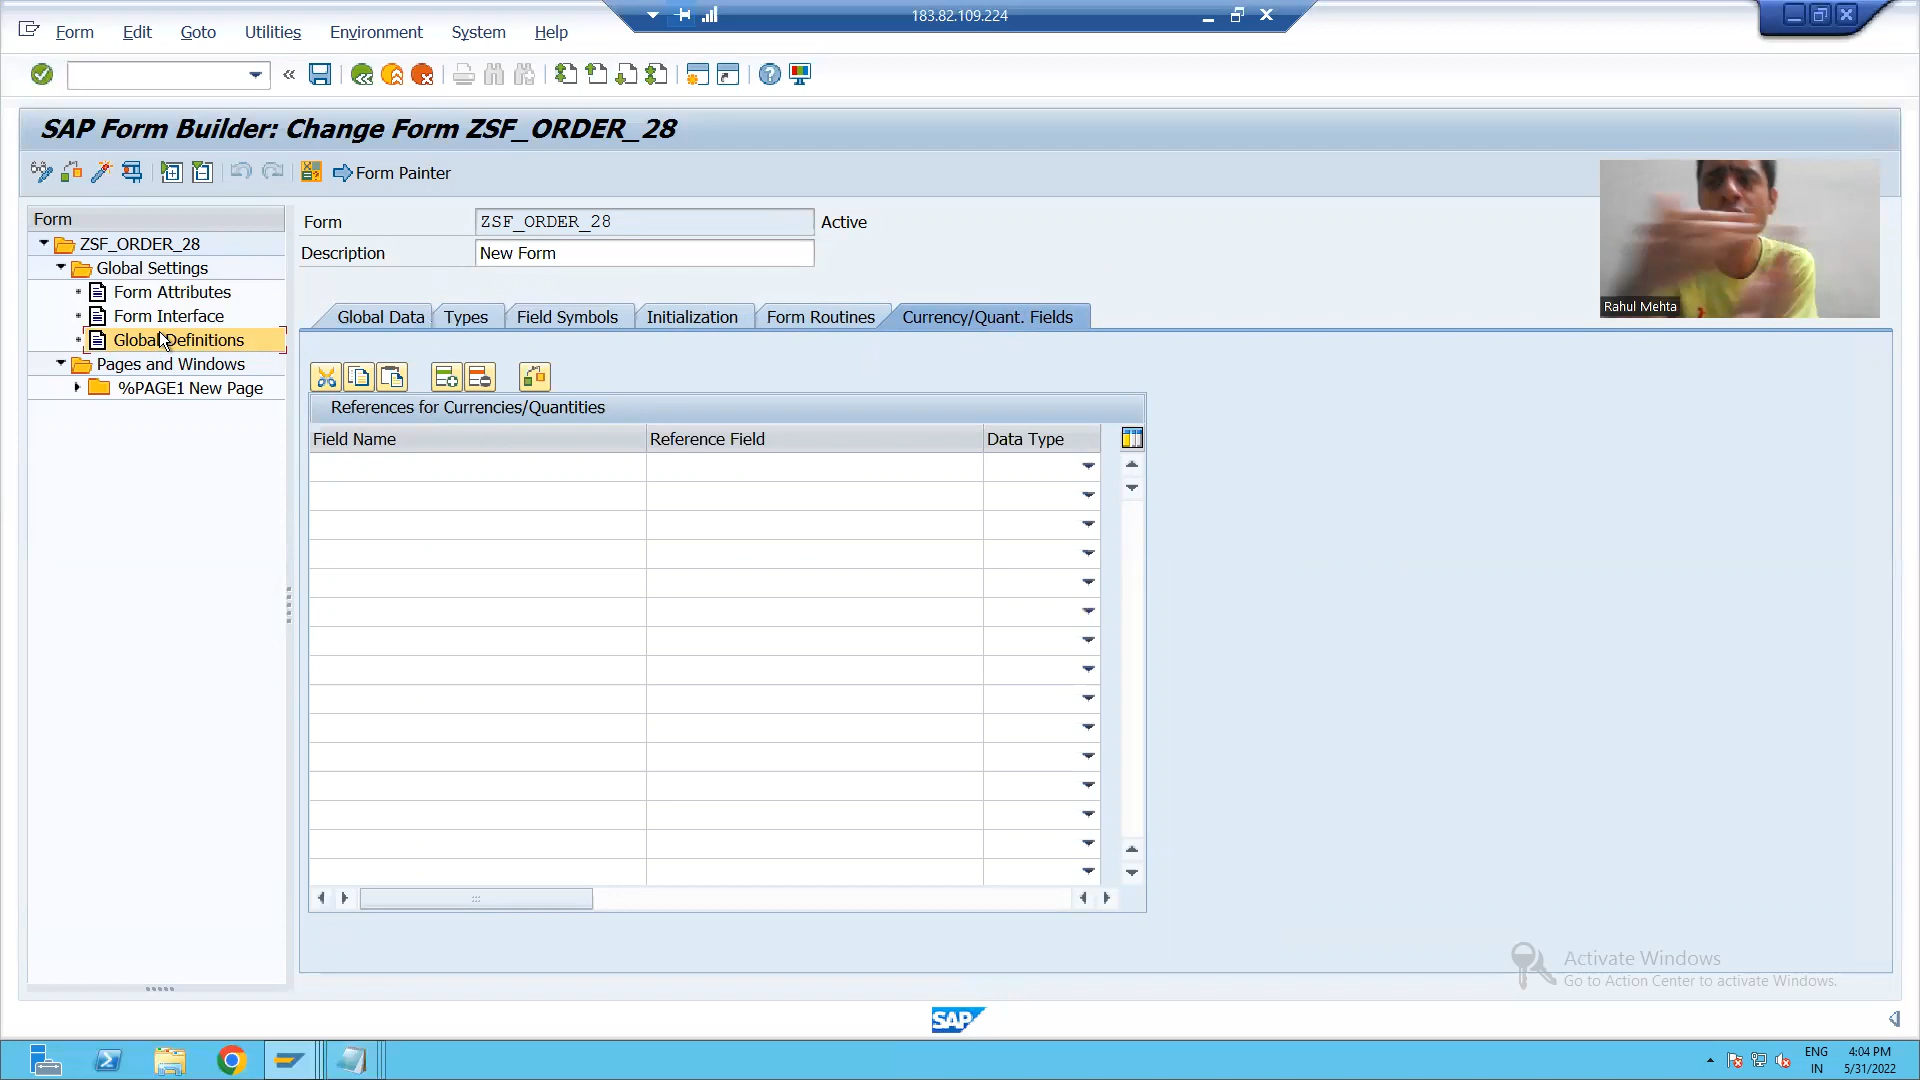 183.82.109.224
Form Edit Goto Utilities Environment System Help
SAP Form Builder: Change Form ZSF_ORDER_28
Form Painter
Form
ZSF_ORDER_28
Global Settings
Form Attributes
Form Interface
Global Definitions
Pages and Windows
%PAGE1 New Page
Form ZSF_ORDER_28 Active
Description New Form
Global Data Types Field Symbols Initialization Form Routines Currency/Quant. Fields
References for Currencies/Quantities
Field Name Reference Field Data Type
Rahul Mehta
Activate Windows
Go to Action Center to activate Windows.
SAP
ENG 4:04 PM
IN 5/31/2022